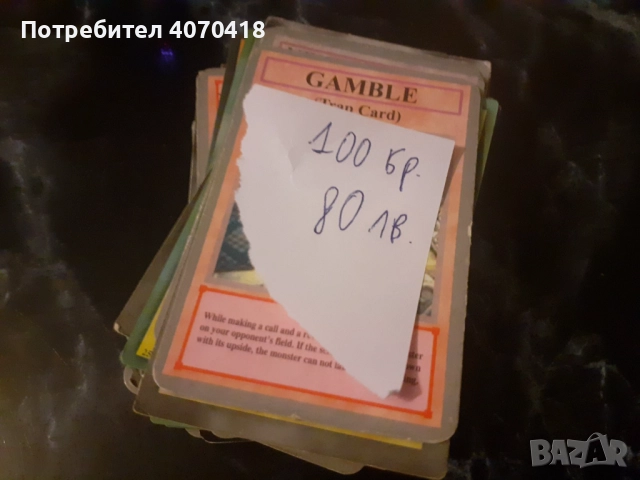 Потребител 4070418
GAMBLE
(Trap Card)
100 бр.
80 лв.
While making a call and a
on your opponent's field. If the
with its upside, the monster can not
BAZAR